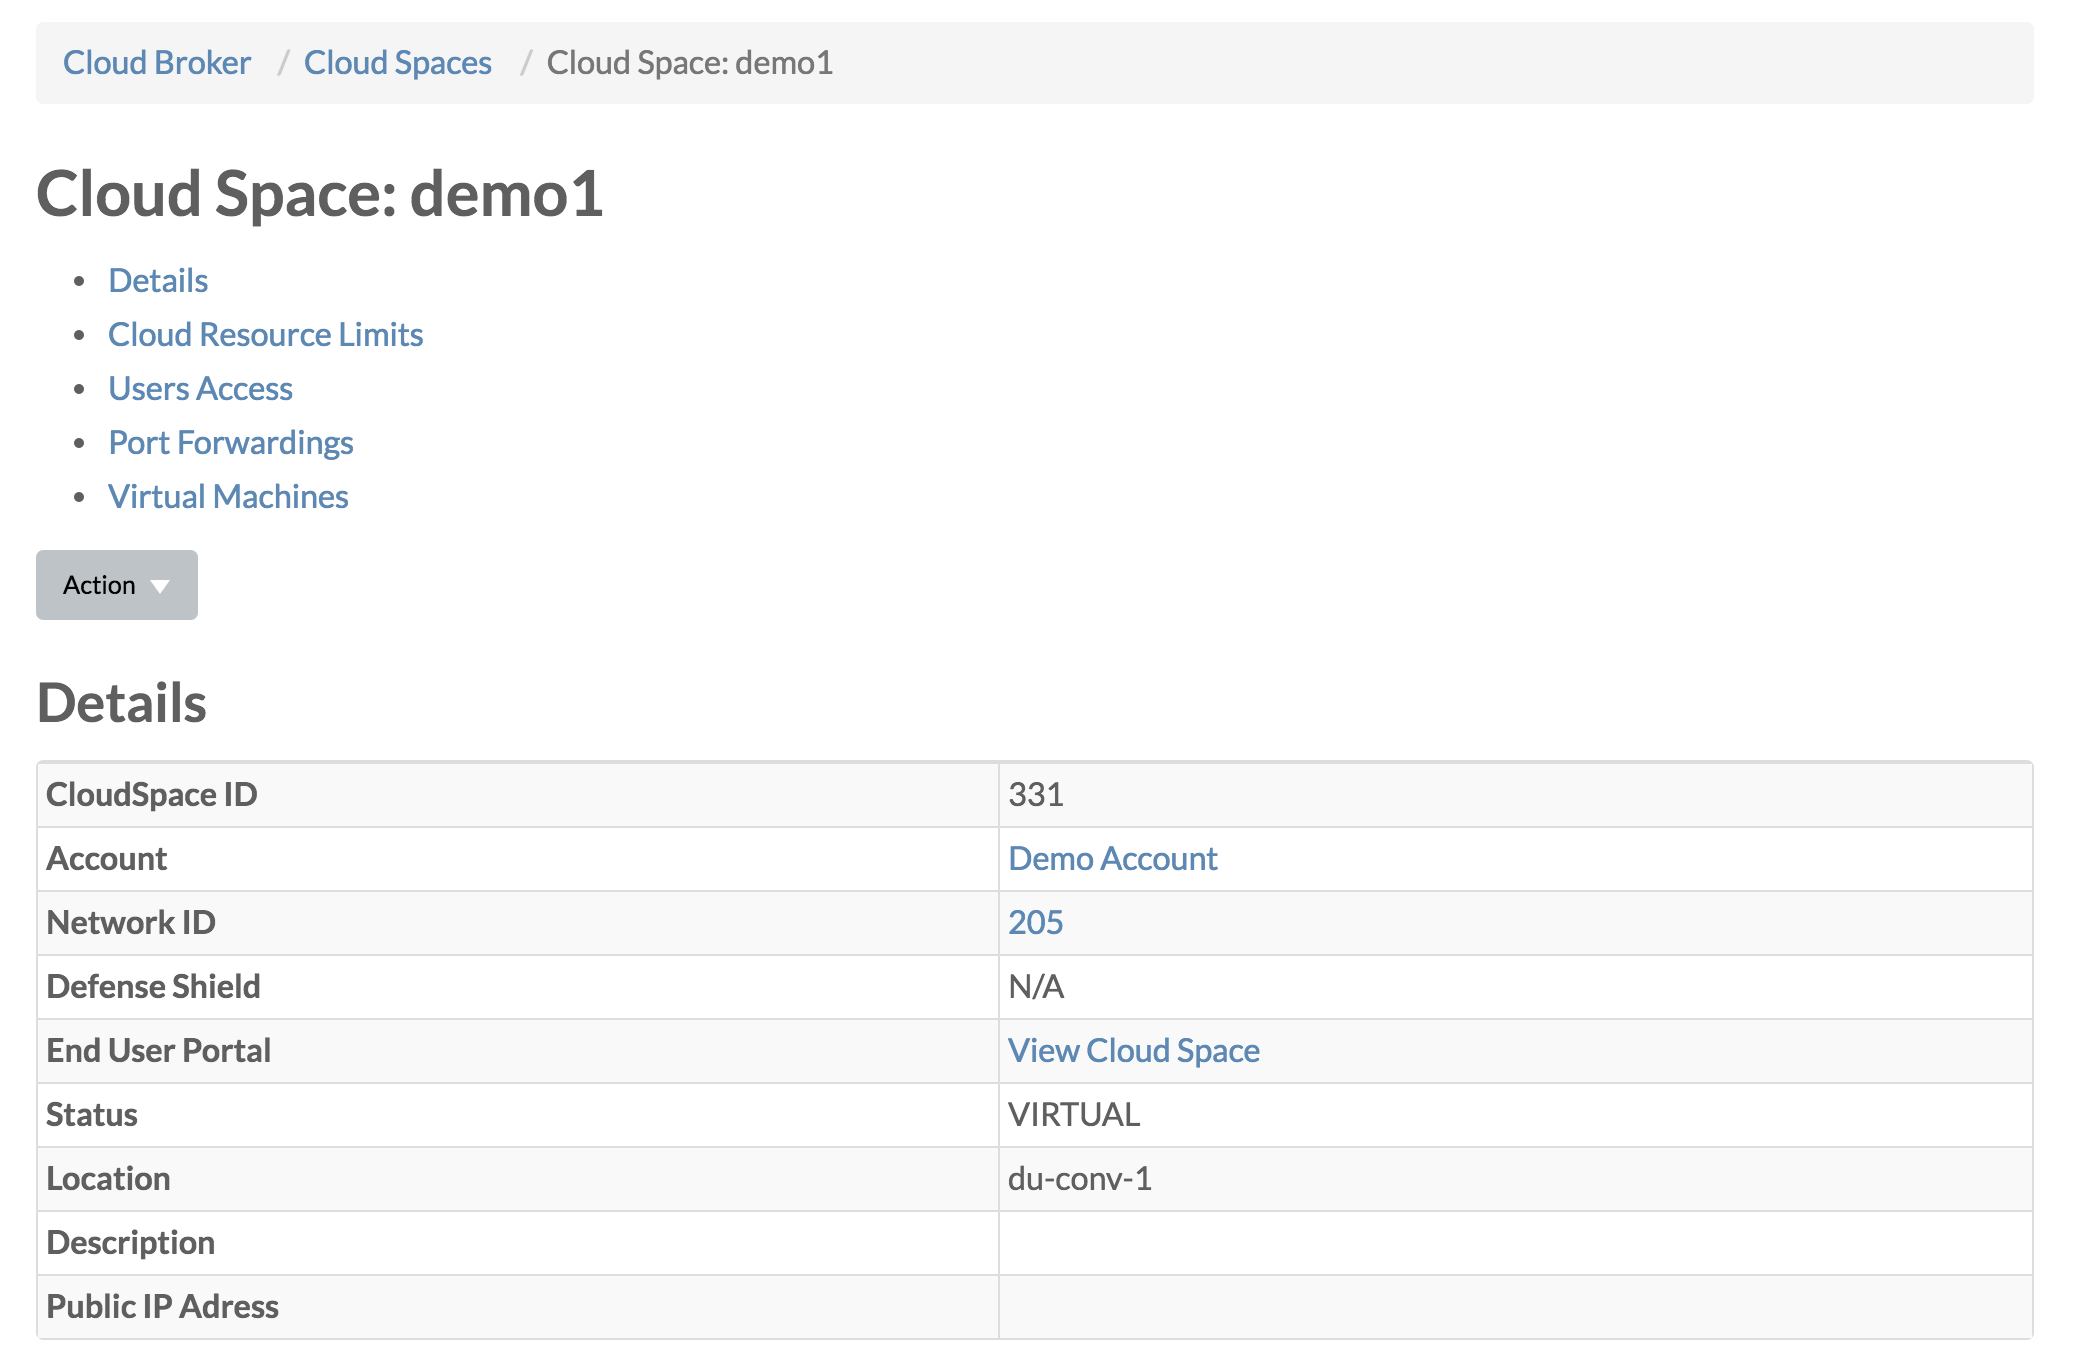 Cloud Broker / Cloud Spaces / Cloud Space: demo1
Cloud Space: demo1
• Details
• Cloud Resource Limits
• Users Access
• Port Forwardings
• Virtual Machines
Action
Details
CloudSpace ID 331
Account Demo Account
Network ID 205
Defense Shield N/A
End User Portal View Cloud Space
Status VIRTUAL
Location du-conv-1
Description
Public IP Adress